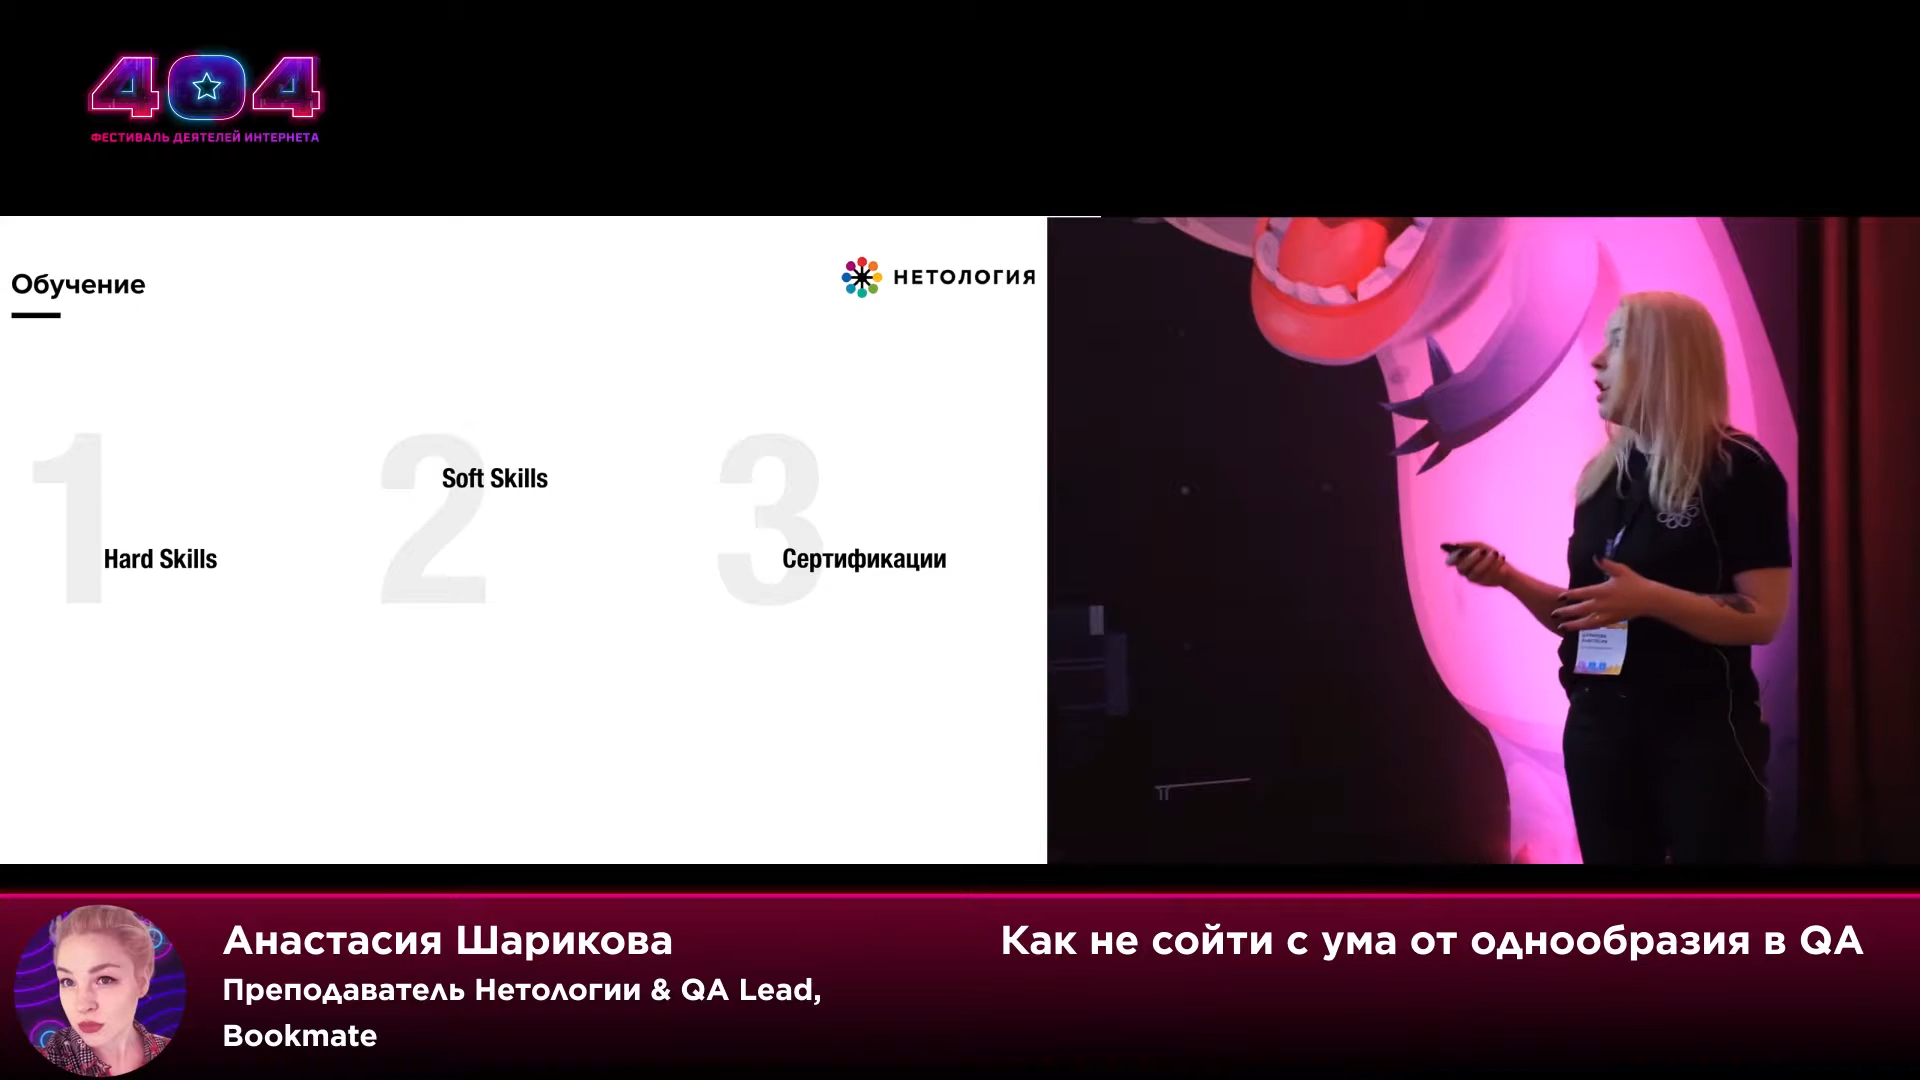 404
ФЕСТИВАЛЬ ДЕЯТЕЛЕЙ ИНТЕРНЕТА
Обучение
НЕТОЛОГИЯ
1
Hard Skills
2
Soft Skills
3
Сертификации
Анастасия Шарикова
Преподаватель Нетологии & QA Lead,
Bookmate
Как не сойти с ума от однообразия в QA